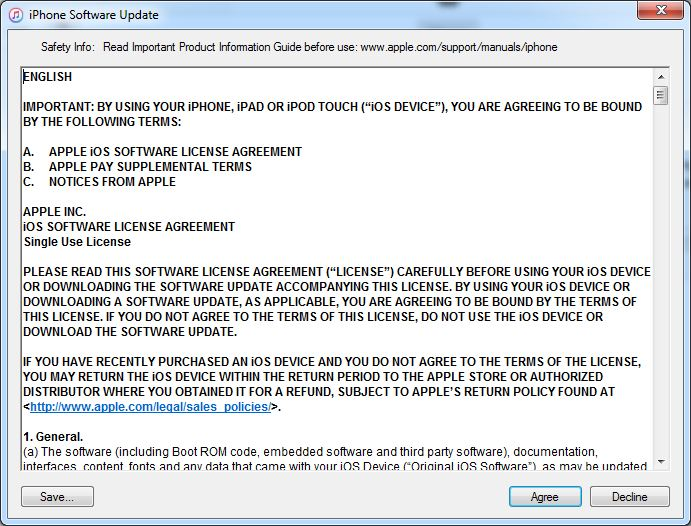 iPhone Software Update
Safety Info: Read Important Product Information Guide before use: www.apple.com/support/manuals/iphone
ENGLISH
IMPORTANT: BY USING YOUR iPHONE, iPAD OR iPOD TOUCH (“iOS DEVICE”), YOU ARE AGREEING TO BE BOUND
BY THE FOLLOWING TERMS:
A. APPLE iOS SOFTWARE LICENSE AGREEMENT
B. APPLE PAY SUPPLEMENTAL TERMS
C. NOTICES FROM APPLE
APPLE INC.
iOS SOFTWARE LICENSE AGREEMENT
Single Use License
PLEASE READ THIS SOFTWARE LICENSE AGREEMENT (“LICENSE”) CAREFULLY BEFORE USING YOUR iOS DEVICE
OR DOWNLOADING THE SOFTWARE UPDATE ACCOMPANYING THIS LICENSE. BY USING YOUR iOS DEVICE OR
DOWNLOADING A SOFTWARE UPDATE, AS APPLICABLE, YOU ARE AGREEING TO BE BOUND BY THE TERMS OF
THIS LICENSE. IF YOU DO NOT AGREE TO THE TERMS OF THIS LICENSE, DO NOT USE THE iOS DEVICE OR
DOWNLOAD THE SOFTWARE UPDATE.
IF YOU HAVE RECENTLY PURCHASED AN iOS DEVICE AND YOU DO NOT AGREE TO THE TERMS OF THE LICENSE,
YOU MAY RETURN THE iOS DEVICE WITHIN THE RETURN PERIOD TO THE APPLE STORE OR AUTHORIZED
DISTRIBUTOR WHERE YOU OBTAINED IT FOR A REFUND, SUBJECT TO APPLE’S RETURN POLICY FOUND AT
<http://www.apple.com/legal/sales_policies/>.
1. General.
(a) The software (including Boot ROM code, embedded software and third party software), documentation,
interfaces, content, fonts and any data that came with your iOS Device (“Original iOS Software”), as may be updated
Save...
Agree
Decline